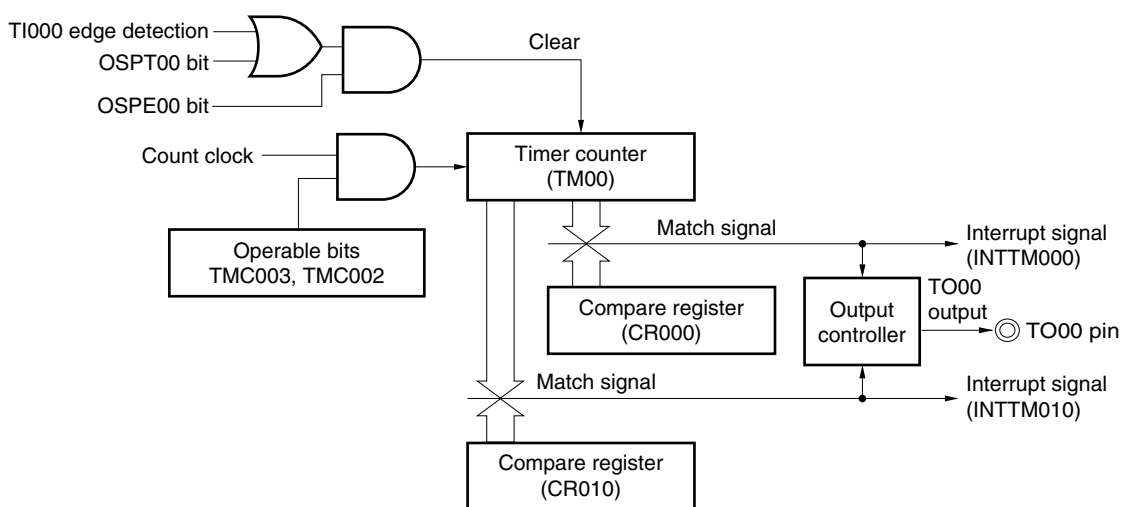 TI000 edge detection
OSPT00 bit
OSPE00 bit
Clear
Count clock
Timer counter
(TM00)
Operable bits
TMC003, TMC002
Match signal
Interrupt signal
(INTTM000)
Compare register
(CR000)
Output
controller
TO00
output
TO00 pin
Match signal
Interrupt signal
(INTTM010)
Compare register
(CR010)